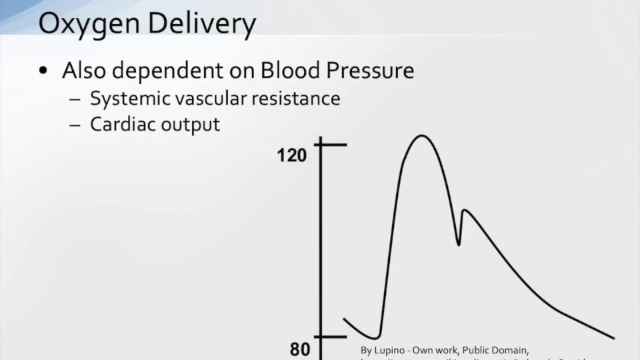 Oxygen Delivery
• Also dependent on Blood Pressure
– Systemic vascular resistance
– Cardiac output
120
80
By Lupino - Own work, Public Domain,